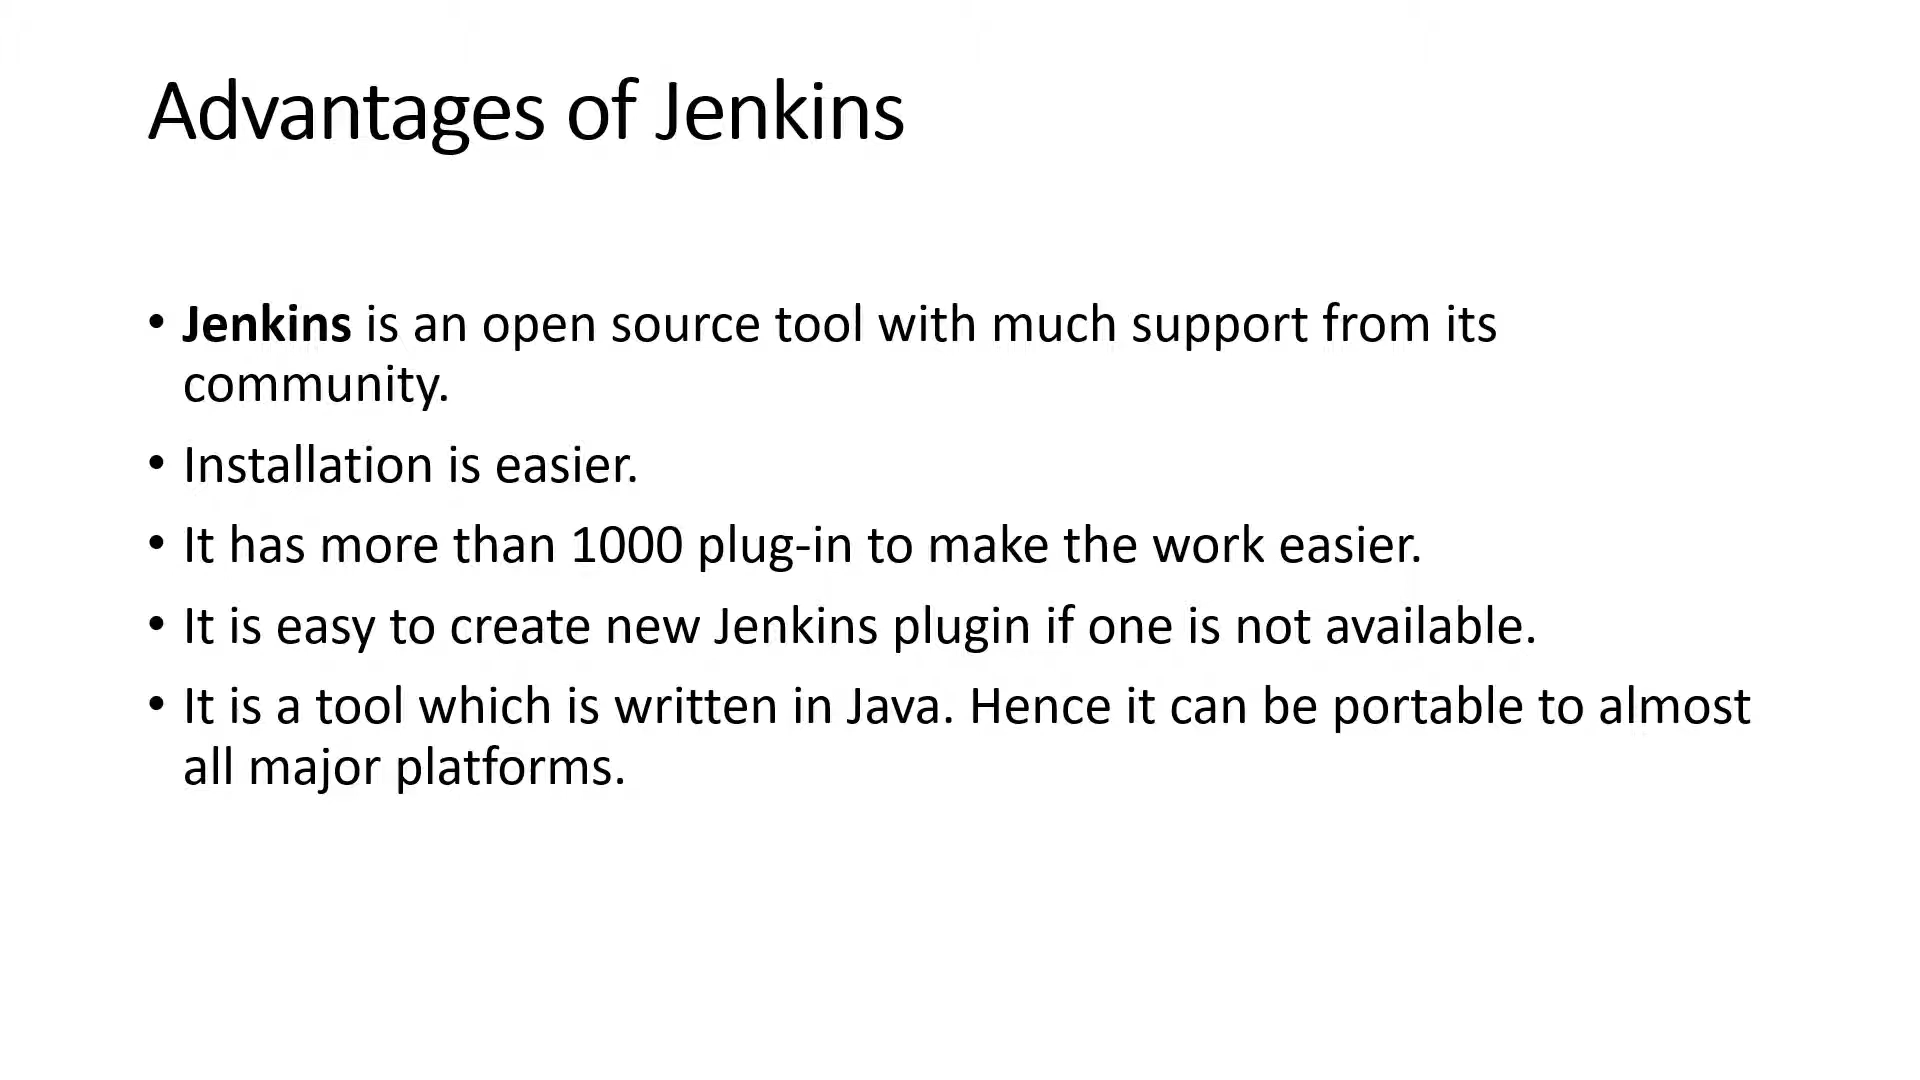 Advantages of Jenkins
• Jenkins is an open source tool with much support from its
community.
• Installation is easier.
• It has more than 1000 plug-in to make the work easier.
• It is easy to create new Jenkins plugin if one is not available.
• It is a tool which is written in Java. Hence it can be portable to almost
all major platforms.